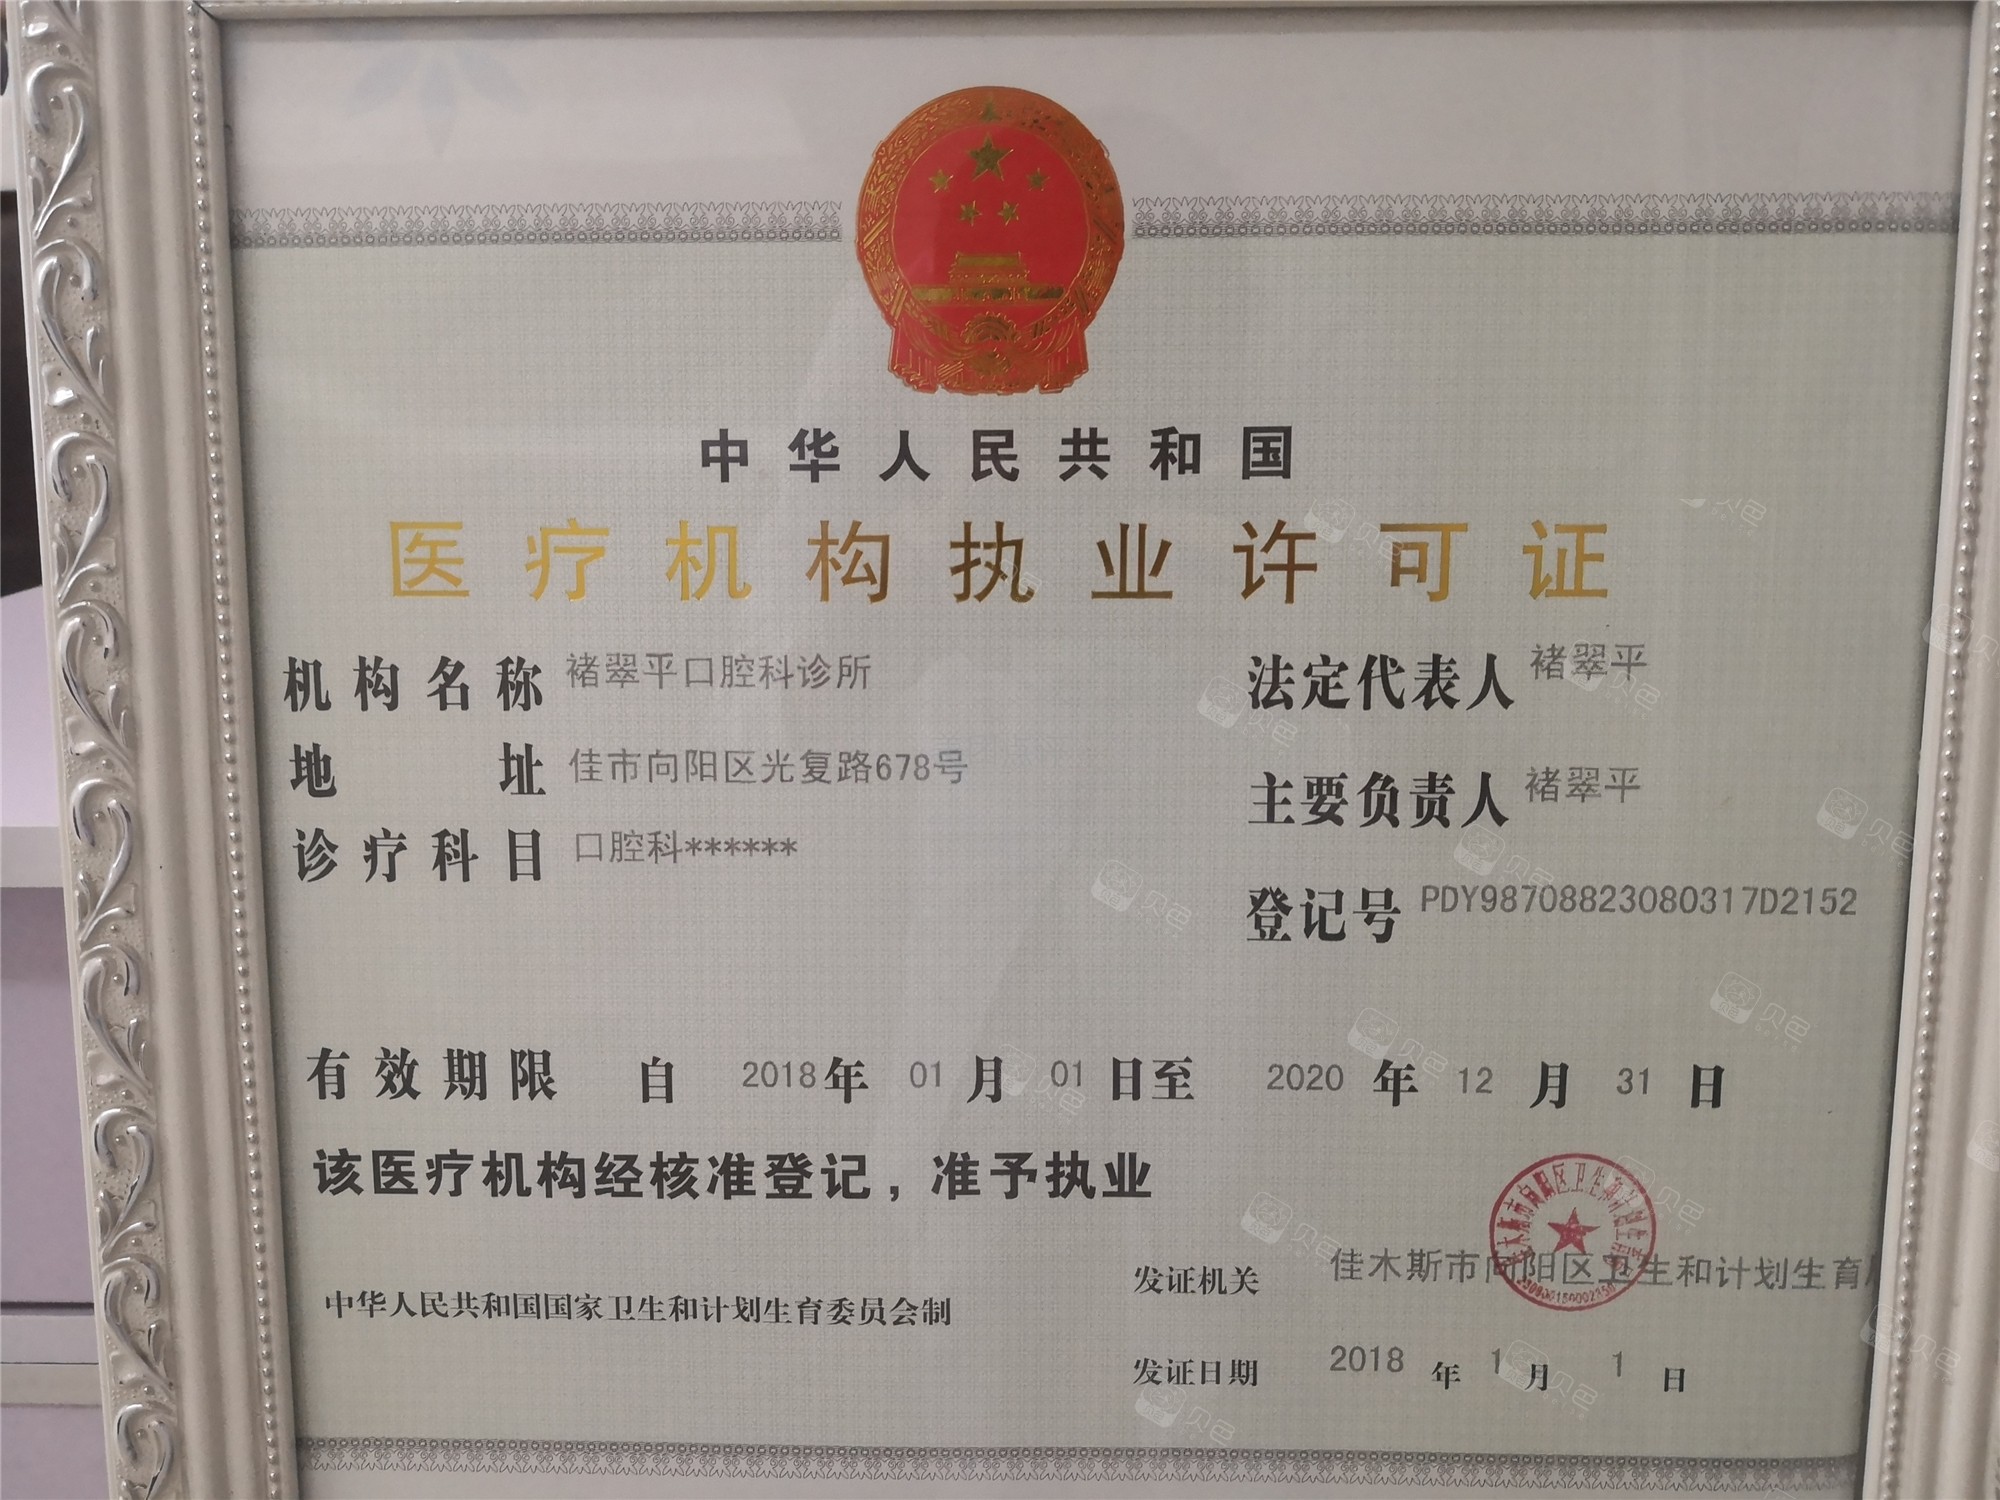 中华人民共和国
医疗机构执业许可证
机构名称 褚翠平口腔科诊所
地址 佳市向阳区光复路678号
诊疗科目 口腔科******
法定代表人 褚翠平
主要负责人 褚翠平
登记号 PDY98708823080317D2152
有效期限 自 2018年 01 月 01 日至 2020 年 12 月 31 日
该医疗机构经核准登记，准予执业
中华人民共和国国家卫生和计划生育委员会制
发证机关 佳木斯市向阳区卫生和计划生育
发证日期 2018 年 1 月 1 日
贝色